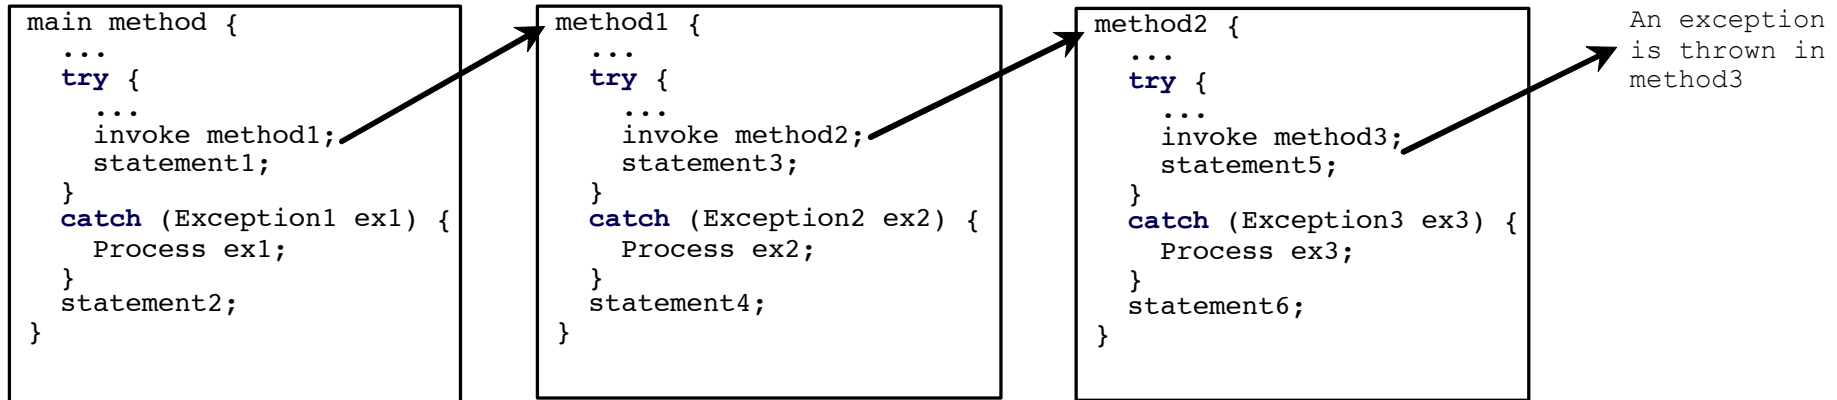 main method {
  ...
  try {
    ...
    invoke method1;
    statement1;
  }
  catch (Exception1 ex1) {
    Process ex1;
  }
  statement2;
}
method1 {
  ...
  try {
    ...
    invoke method2;
    statement3;
  }
  catch (Exception2 ex2) {
    Process ex2;
  }
  statement4;
}
method2 {
  ...
  try {
    ...
    invoke method3;
    statement5;
  }
  catch (Exception3 ex3) {
    Process ex3;
  }
  statement6;
}
An exception
is thrown in
method3